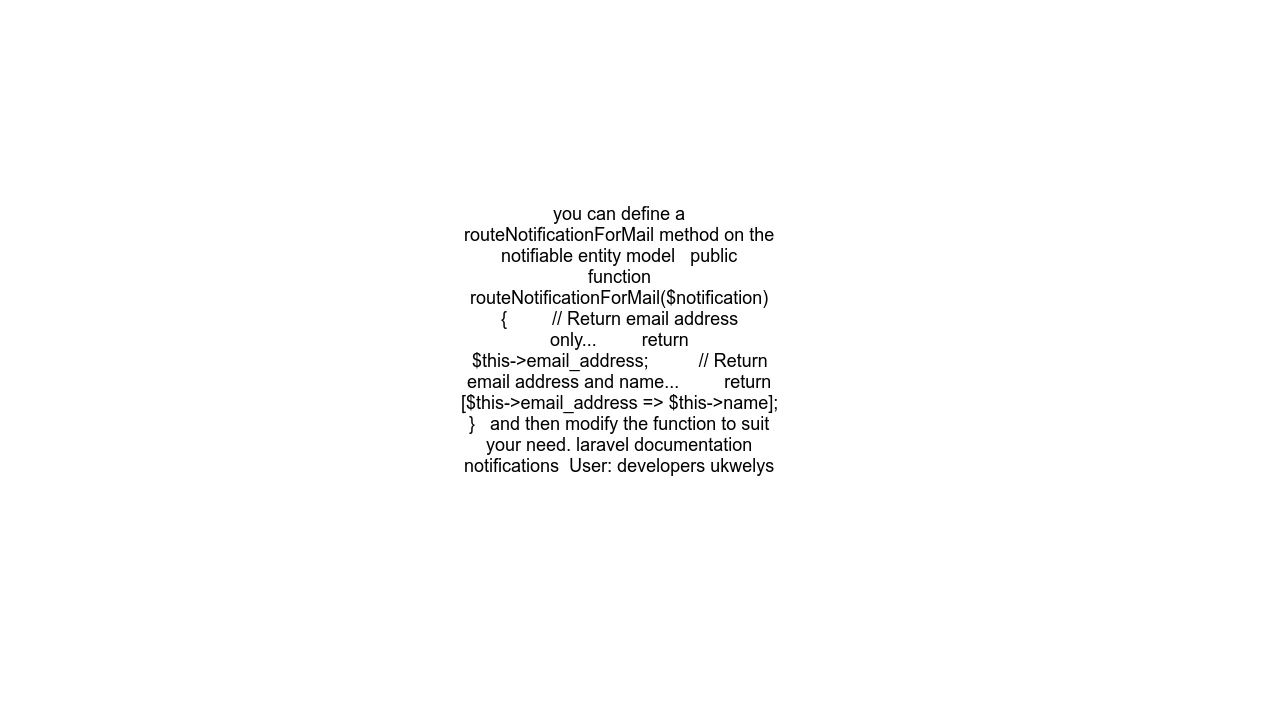 you can define a
routeNotificationForMail method on the
notifiable entity model   public
function
routeNotificationForMail($notification)
{         // Return email address
only...         return
$this->email_address;          // Return
email address and name...         return
[$this->email_address => $this->name];
}   and then modify the function to suit
your need. laravel documentation
notifications  User: developers ukwelys